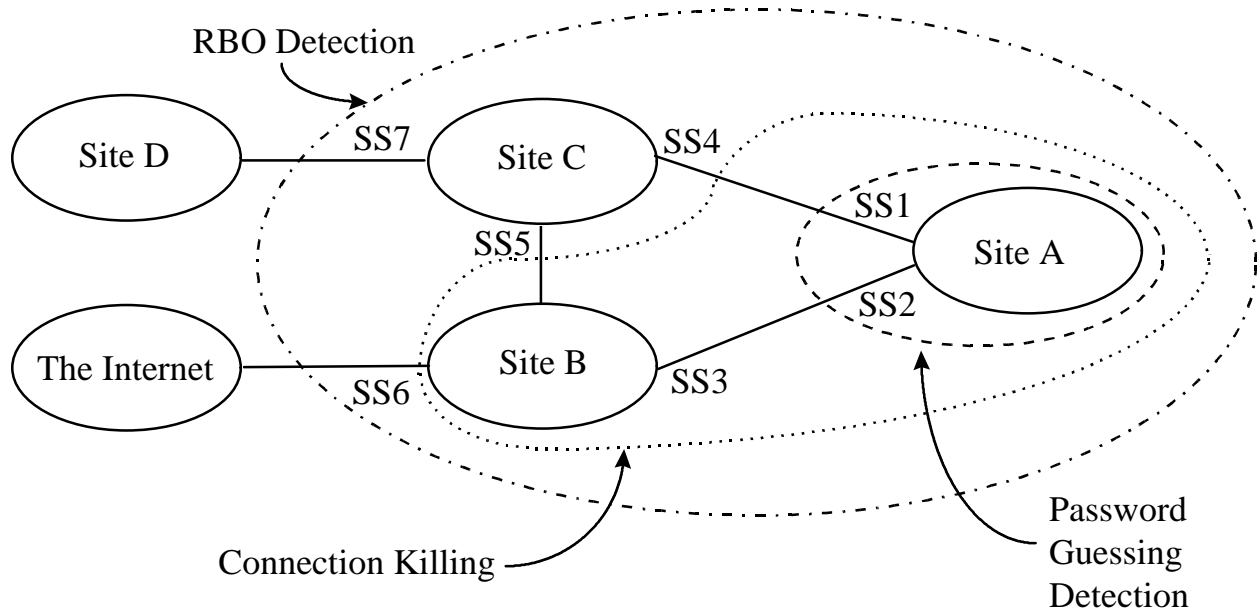 RBO Detection
Site D
SS7
Site C
SS4
SS1
Site A
SS5
SS2
The Internet
SS6
Site B
SS3
Connection Killing
Password
Guessing
Detection